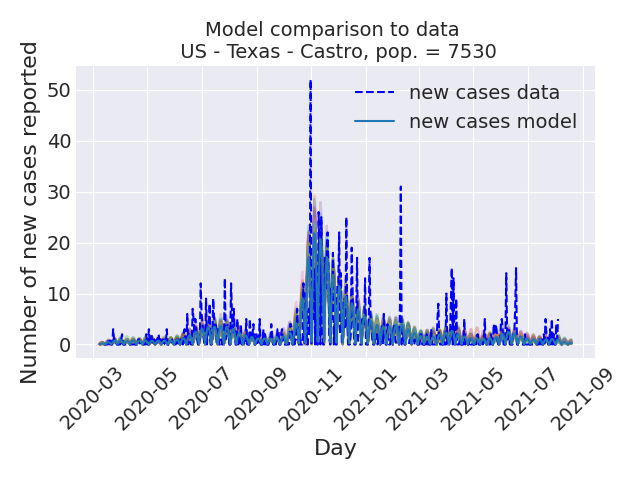 Model comparison to data
US - Texas - Castro, pop. = 7530
new cases data
new cases model
Number of new cases reported
50
40
30
20
10
0
2020-03
2020-05
2020-07
2020-09
2020-11
2021-01
2021-03
2021-05
2021-07
2021-09
Day